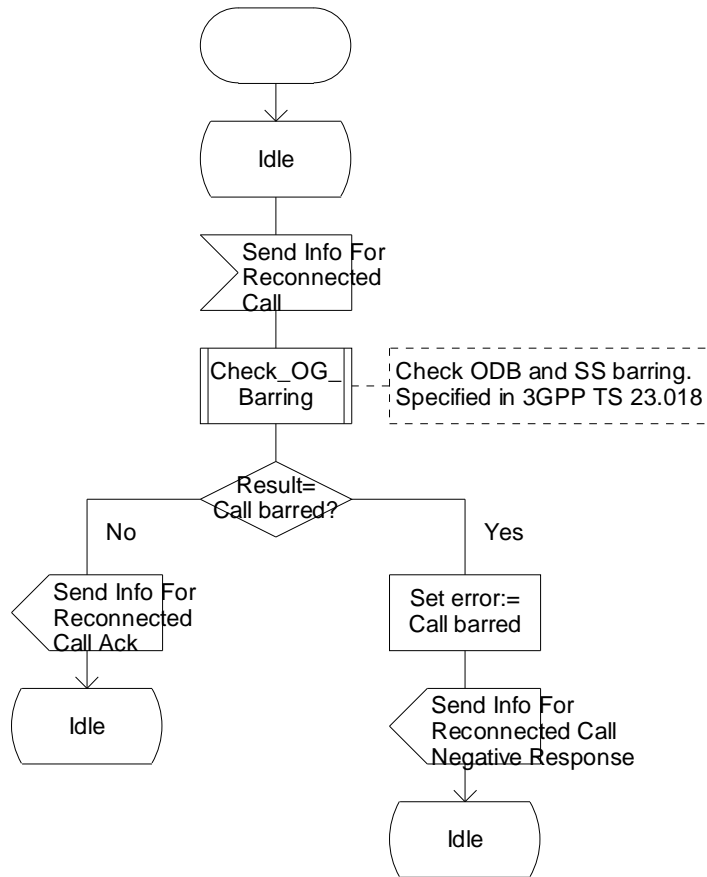 Idle
Send Info For
Reconnected
Call
Check_OG_
Barring
Check ODB and SS barring.
Specified in 3GPP TS 23.018
Result=
Call barred?
No
Yes
Send Info For
Reconnected
Call Ack
Set error:=
Call barred
Idle
Send Info For
Reconnected Call
Negative Response
Idle